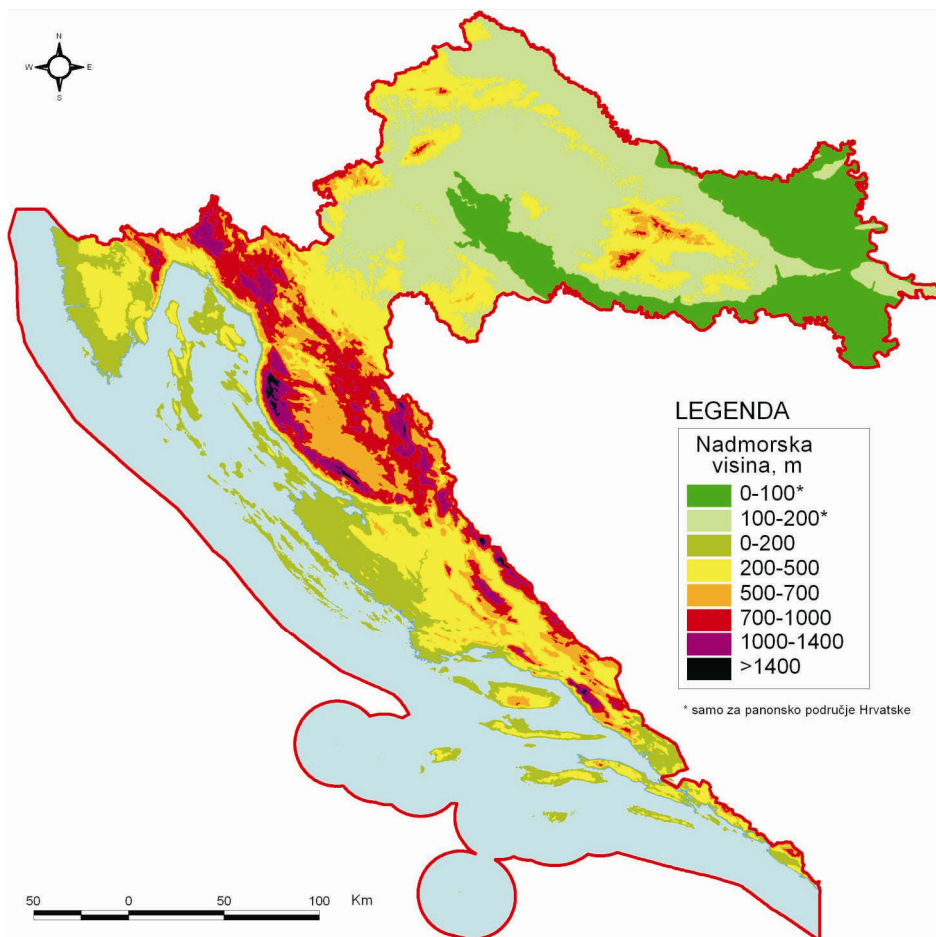 N
W E
S
LEGENDA
Nadmorska
visina, m
0-100*
100-200*
0-200
200-500
500-700
700-1000
1000-1400
>1400
* samo za panonsko područje Hrvatske
50 0 50 100 Km